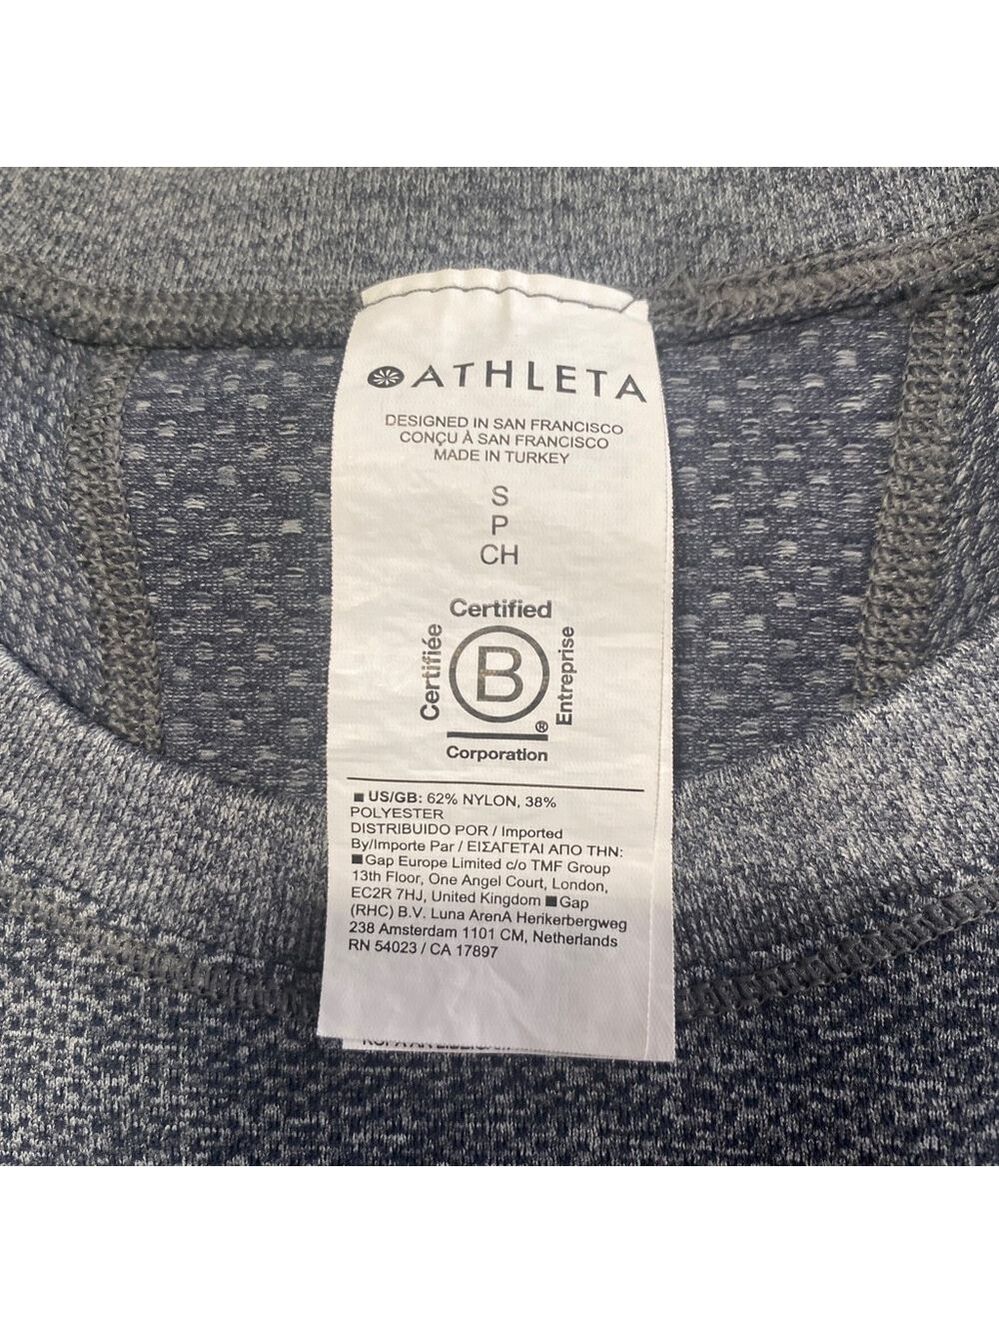 ATHLETA
DESIGNED IN SAN FRANCISCO
CONÇU À SAN FRANCISCO
MADE IN TURKEY
S
P
CH
Certified
Certifiée
B
Entreprise
®
Corporation
US/GB: 62% NYLON, 38%
POLYESTER
DISTRIBUIDO POR / Imported
By/Importe Par / ΕΙΣΑΓΕΤΑΙ ΑΠΟ ΤΗΝ:
Gap Europe Limited c/o TMF Group
13th Floor, One Angel Court, London,
EC2R 7HJ, United Kingdom ■ Gap
(RHC) B.V. Luna ArenA Herikerbergweg
238 Amsterdam 1101 CM, Netherlands
RN 54023 / CA 17897